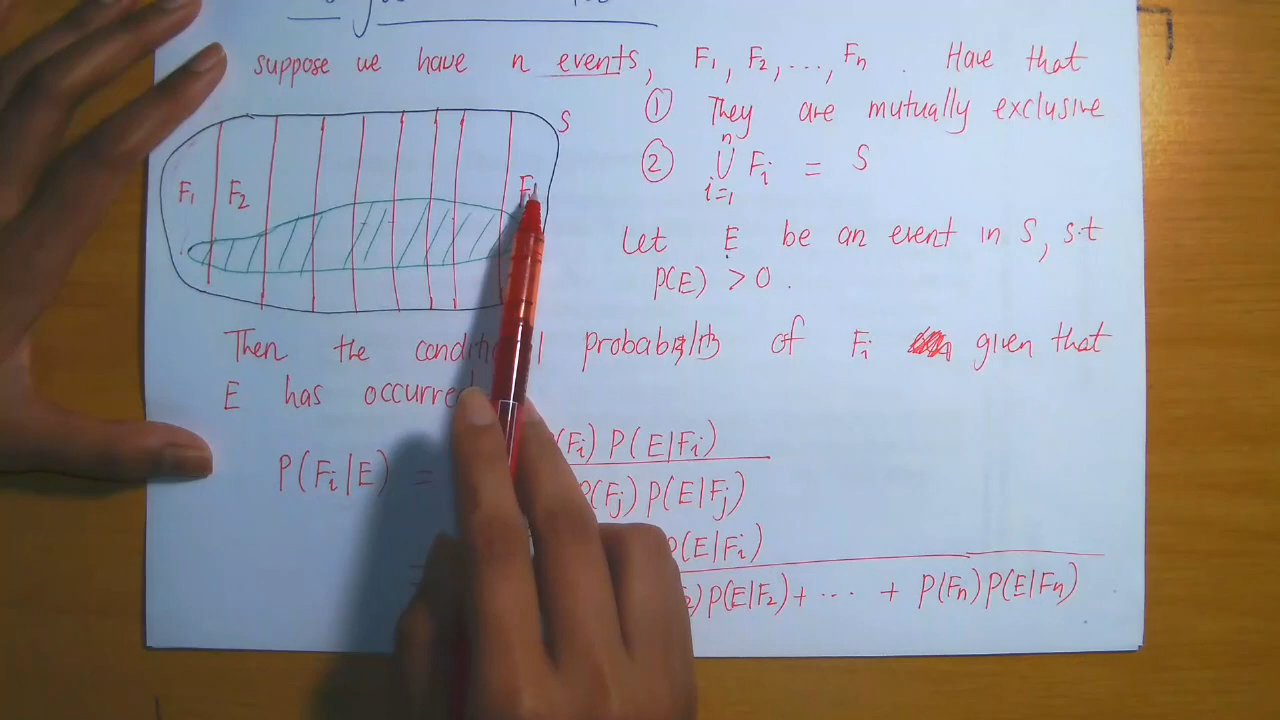 suppose we have n events, F₁, F₂, ..., Fₙ. Have that
① They are mutually exclusive
S
② ⋃ᵢ₌₁ⁿ Fᵢ = S
F₁ F₂ F
Let E be an event in S, s.t
P(E) > 0.
Then the probability of Fᵢ given that
E has occurred
P(Fᵢ|E) = (Fᵢ) P(E|Fᵢ)
(Fⱼ) P(E|Fⱼ)
P(E|Fᵢ)
₂)P(E|F₂)+ ... + P(Fₙ)P(E|Fₙ)